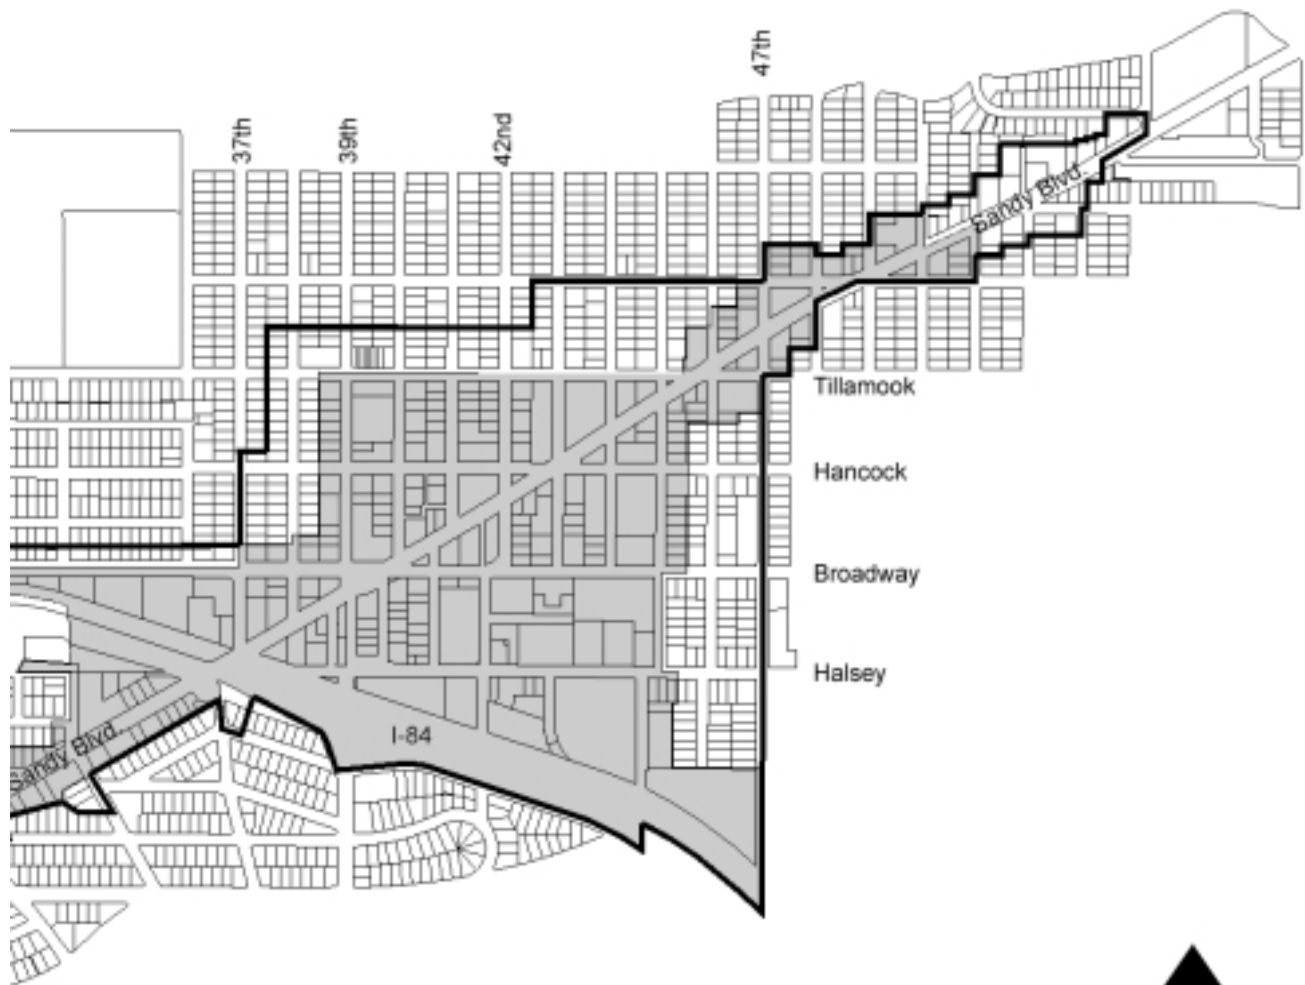 47th
37th
39th
42nd
Sandy Blvd.
Tillamook
Hancock
Broadway
Halsey
I-84
Sandy Blvd.